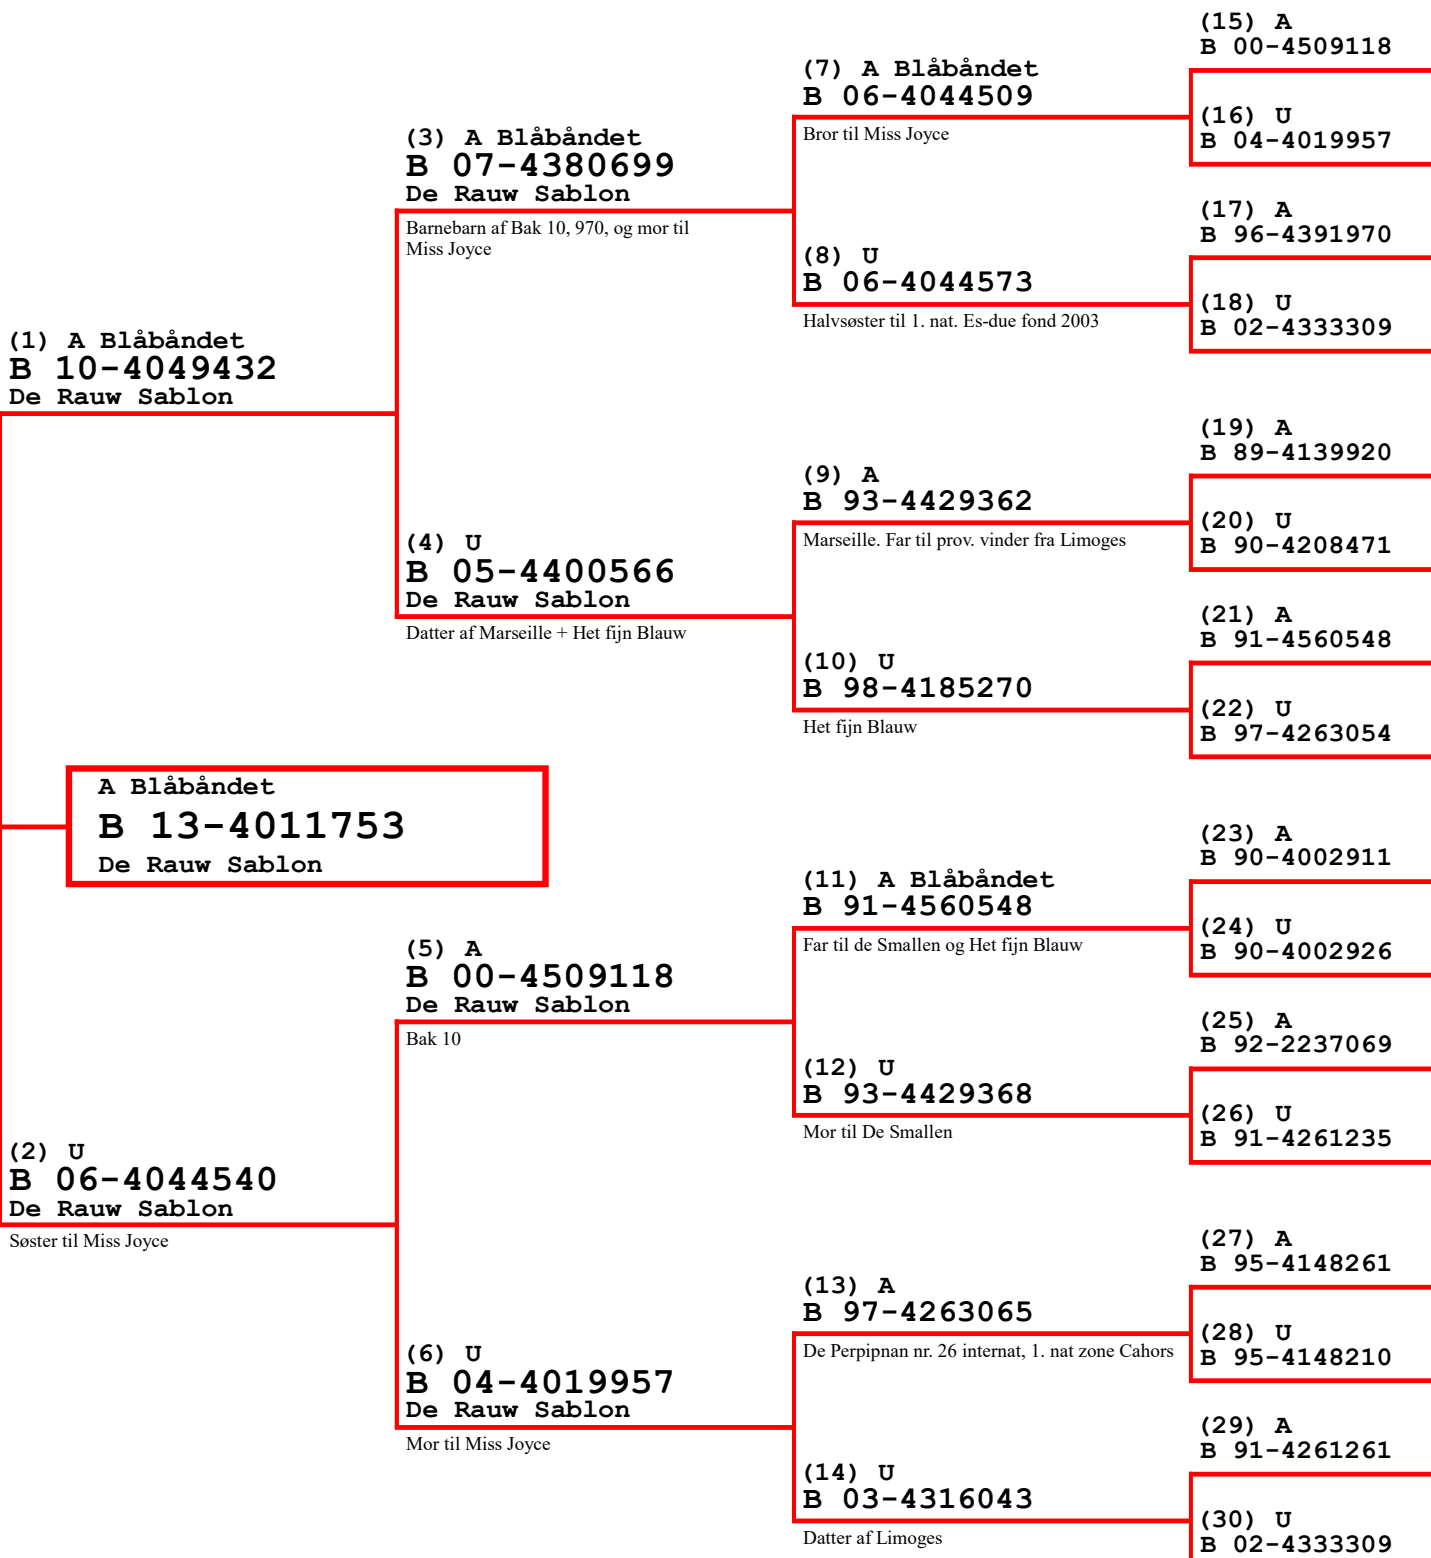 (1) A Blåbåndet
B 10-4049432
De Rauw Sablon
A Blåbåndet
B 13-4011753
De Rauw Sablon
(2) U
B 06-4044540
De Rauw Sablon
Søster til Miss Joyce
(3) A Blåbåndet
B 07-4380699
De Rauw Sablon
Barnebarn af Bak 10, 970, og mor til
Miss Joyce
(4) U
B 05-4400566
De Rauw Sablon
Datter af Marseille + Het fijn Blauw
(5) A
B 00-4509118
De Rauw Sablon
Bak 10
(6) U
B 04-4019957
De Rauw Sablon
Mor til Miss Joyce
(7) A Blåbåndet
B 06-4044509
Bror til Miss Joyce
(8) U
B 06-4044573
Halvsøster til 1. nat. Es-due fond 2003
(9) A
B 93-4429362
Marseille. Far til prov. vinder fra Limoges
(10) U
B 98-4185270
Het fijn Blauw
(11) A Blåbåndet
B 91-4560548
Far til de Smallen og Het fijn Blauw
(12) U
B 93-4429368
Mor til De Smallen
(13) A
B 97-4263065
De Perpipnan nr. 26 internat, 1. nat zone Cahors
(14) U
B 03-4316043
Datter af Limoges
(15) A
B 00-4509118
(16) U
B 04-4019957
(17) A
B 96-4391970
(18) U
B 02-4333309
(19) A
B 89-4139920
(20) U
B 90-4208471
(21) A
B 91-4560548
(22) U
B 97-4263054
(23) A
B 90-4002911
(24) U
B 90-4002926
(25) A
B 92-2237069
(26) U
B 91-4261235
(27) A
B 95-4148261
(28) U
B 95-4148210
(29) A
B 91-4261261
(30) U
B 02-4333309